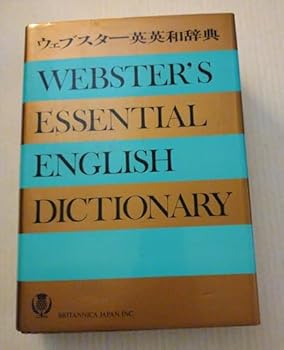 ウェブスター英英和辞典
WEBSTER'S
ESSENTIAL
ENGLISH
DICTIONARY
BRITANNICA JAPAN INC